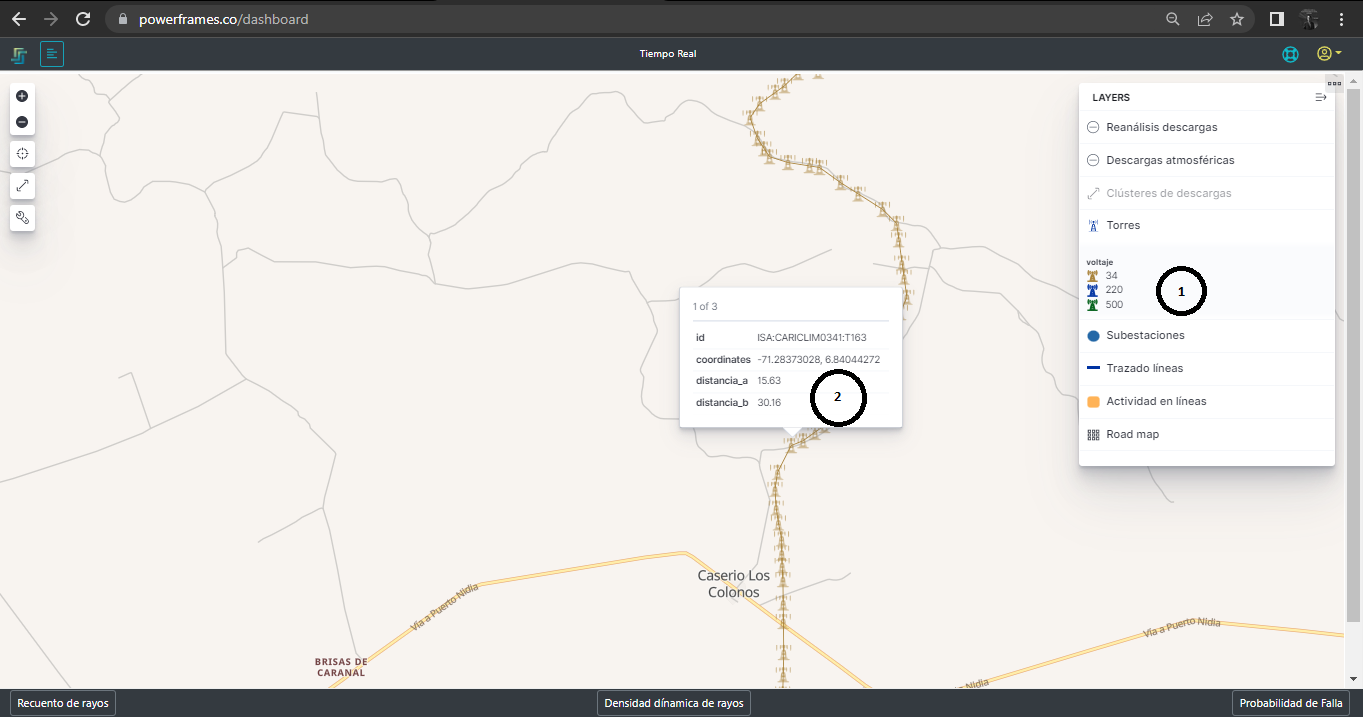 powerframes.co/dashboard
Tiempo Real
LAYERS
Reanálisis descargas
Descargas atmosféricas
Clústeres de descargas
Torres
voltaje
34
220
500
1
Subestaciones
Trazado líneas
Actividad en líneas
Road map
1 of 3
id ISA:CARICLIM0341:T163
coordinates -71.28373028, 6.84044272
distancia_a 15.63
distancia_b 30.16
2
Caserio Los
Colonos
Vía a Puerto Nidia
Vía a Puerto Nidia
BRISAS DE
CARANAL
Nidia
Recuento de rayos
Densidad dínamica de rayos
Probabilidad de Falla